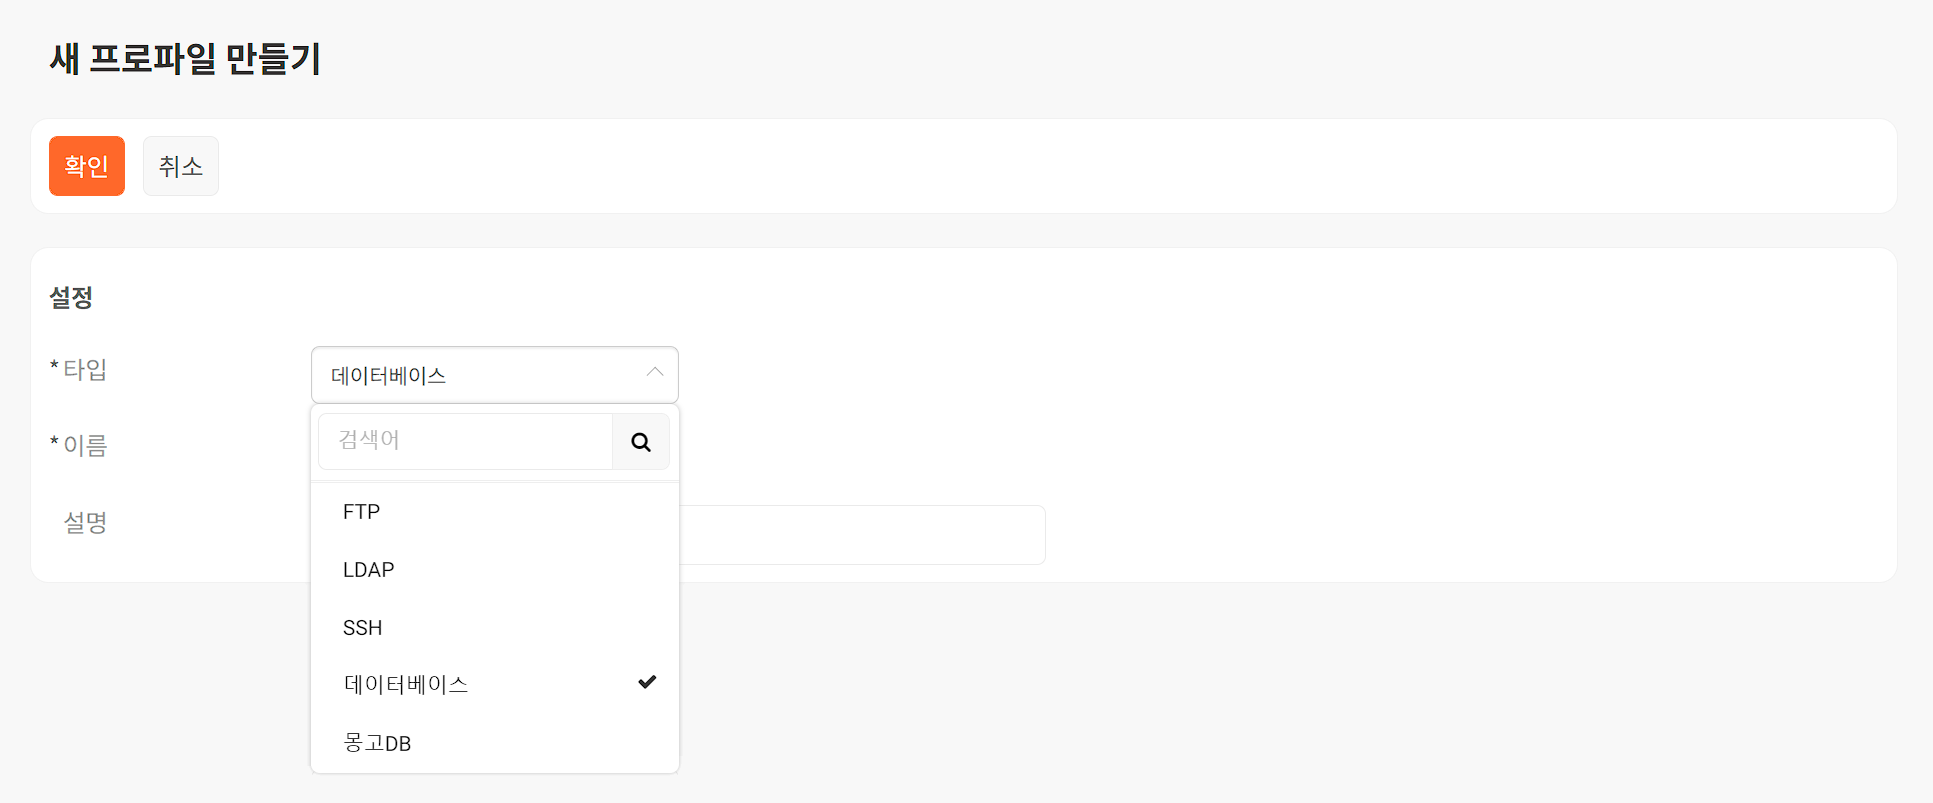 새 프로파일 만들기
확인 취소
설정
* 타입 데이터베이스
검색어
* 이름
FTP
설명
LDAP
SSH
데이터베이스
몽고DB